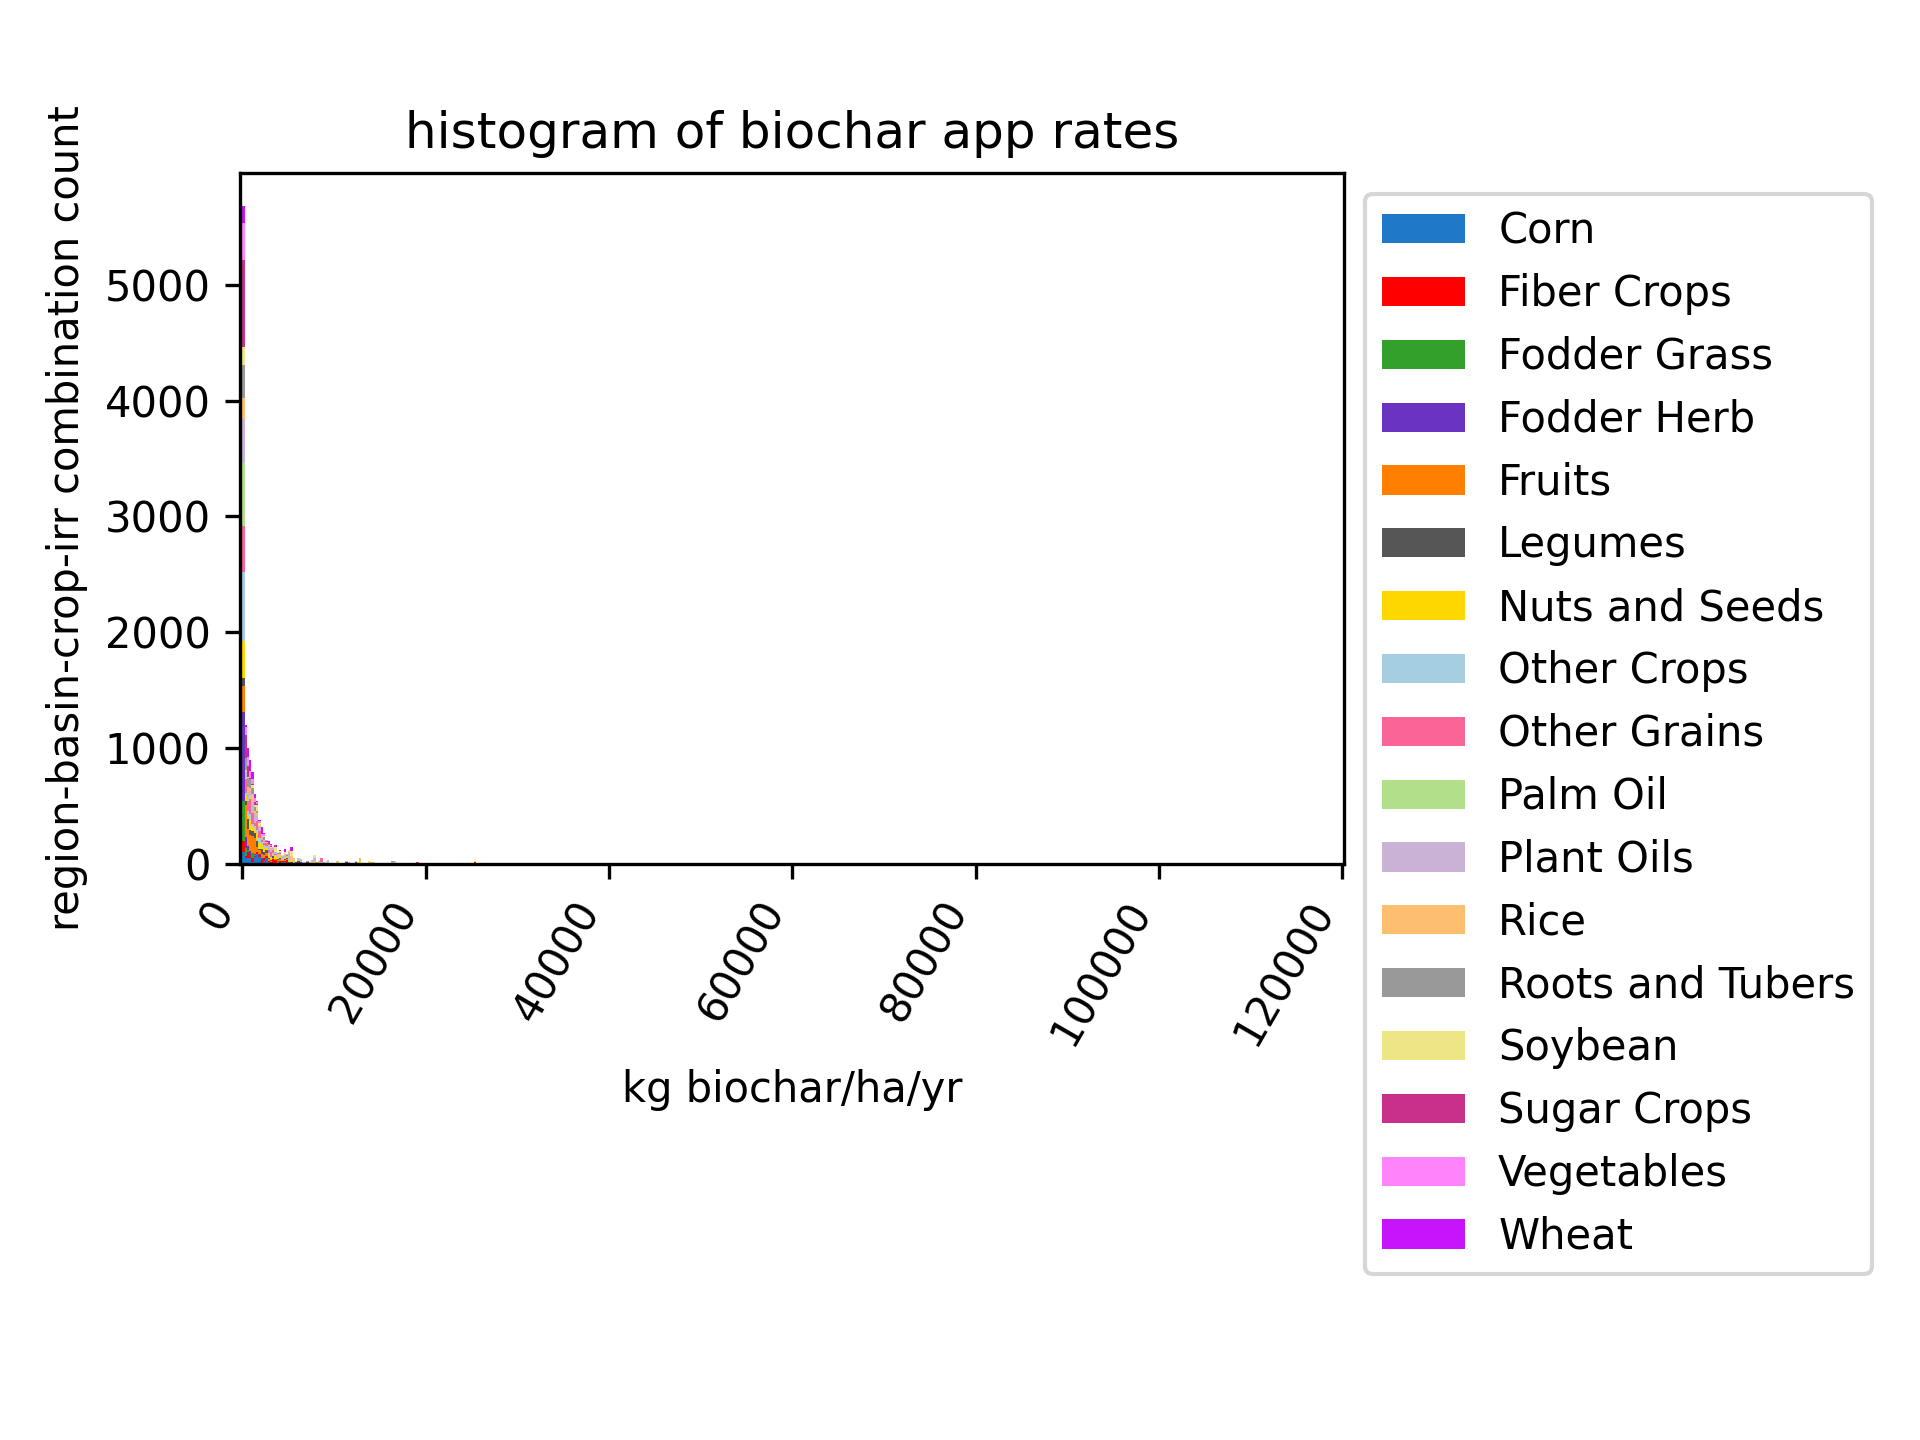 histogram of biochar app rates
region-basin-crop-irr combination count
5000
4000
3000
2000
1000
0
0
20000
40000
60000
80000
100000
120000
kg biochar/ha/yr
Corn
Fiber Crops
Fodder Grass
Fodder Herb
Fruits
Legumes
Nuts and Seeds
Other Crops
Other Grains
Palm Oil
Plant Oils
Rice
Roots and Tubers
Soybean
Sugar Crops
Vegetables
Wheat